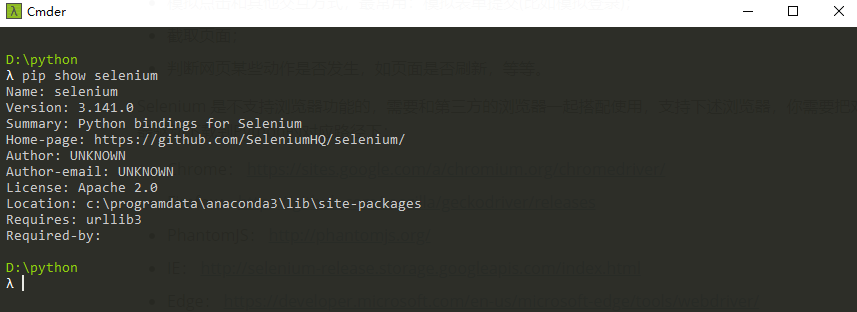 λ Cmder
D:\python
λ pip show selenium
Name: selenium
Version: 3.141.0
Summary: Python bindings for Selenium
Home-page: https://github.com/SeleniumHQ/selenium/
Author: UNKNOWN
Author-email: UNKNOWN
License: Apache 2.0
Location: c:\programdata\anaconda3\lib\site-packages
Requires: urllib3
Required-by:
D:\python
λ